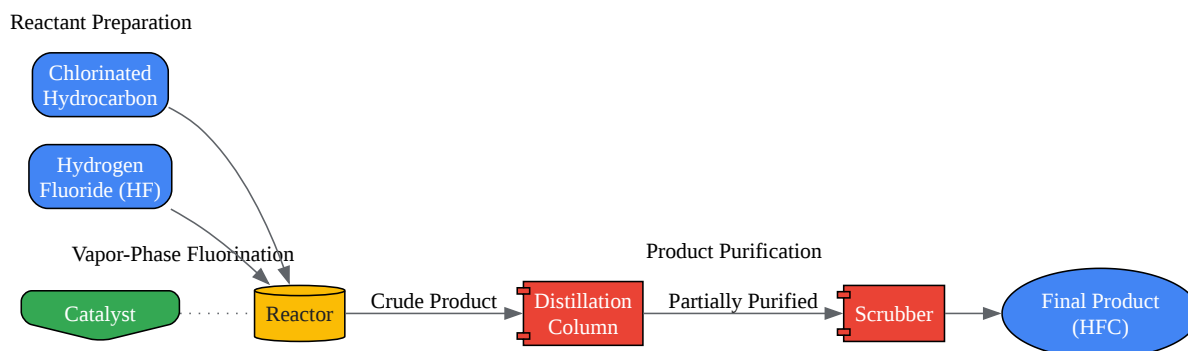 Reactant Preparation
Chlorinated
Hydrocarbon
Hydrogen
Fluoride (HF)
Vapor-Phase Fluorination
Catalyst
Reactor
Crude Product
Distillation
Column
Product Purification
Partially Purified
Scrubber
Final Product
(HFC)